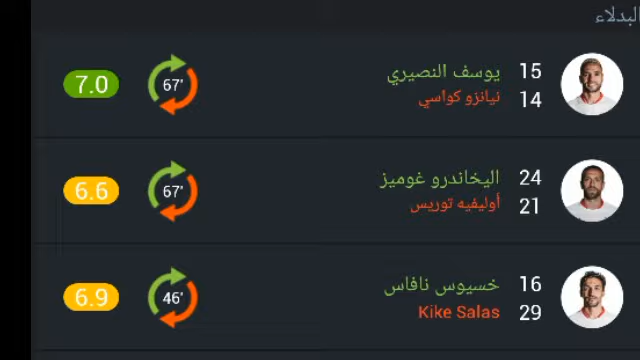 البدلاء
15 يوسف النصيري 67' 7.0
14 نيانزو كواسي
24 اليخاندرو غوميز 67' 6.6
21 أوليفيه توريس
16 خسيوس نافاس 46' 6.9
29 Kike Salas